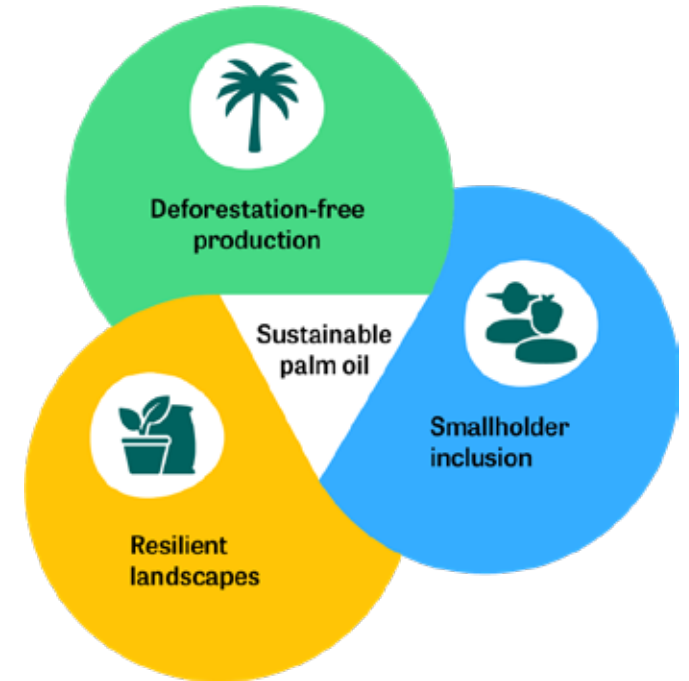 Deforestation-free
production
Sustainable
palm oil
Smallholder
inclusion
Resilient
landscapes